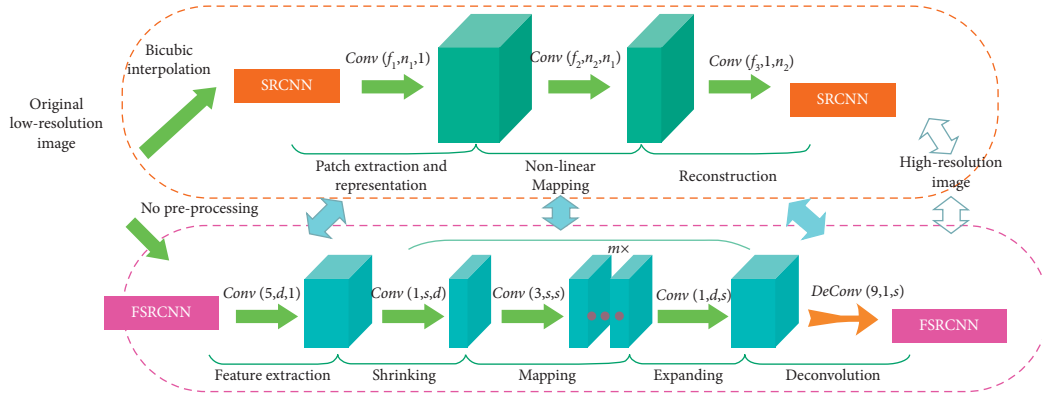 Original
low-resolution
image
Bicubic
interpolation
SRCNN
Conv (f1,n1,1)
Conv (f2,n2,n1)
Conv (f3,1,n2)
SRCNN
Patch extraction and
representation
Non-linear
Mapping
Reconstruction
High-resolution
image
No pre-processing
m×
FSRCNN
Conv (5,d,1)
Conv (1,s,d)
Conv (3,s,s)
Conv (1,d,s)
DeConv (9,1,s)
FSRCNN
Feature extraction
Shrinking
Mapping
Expanding
Deconvolution